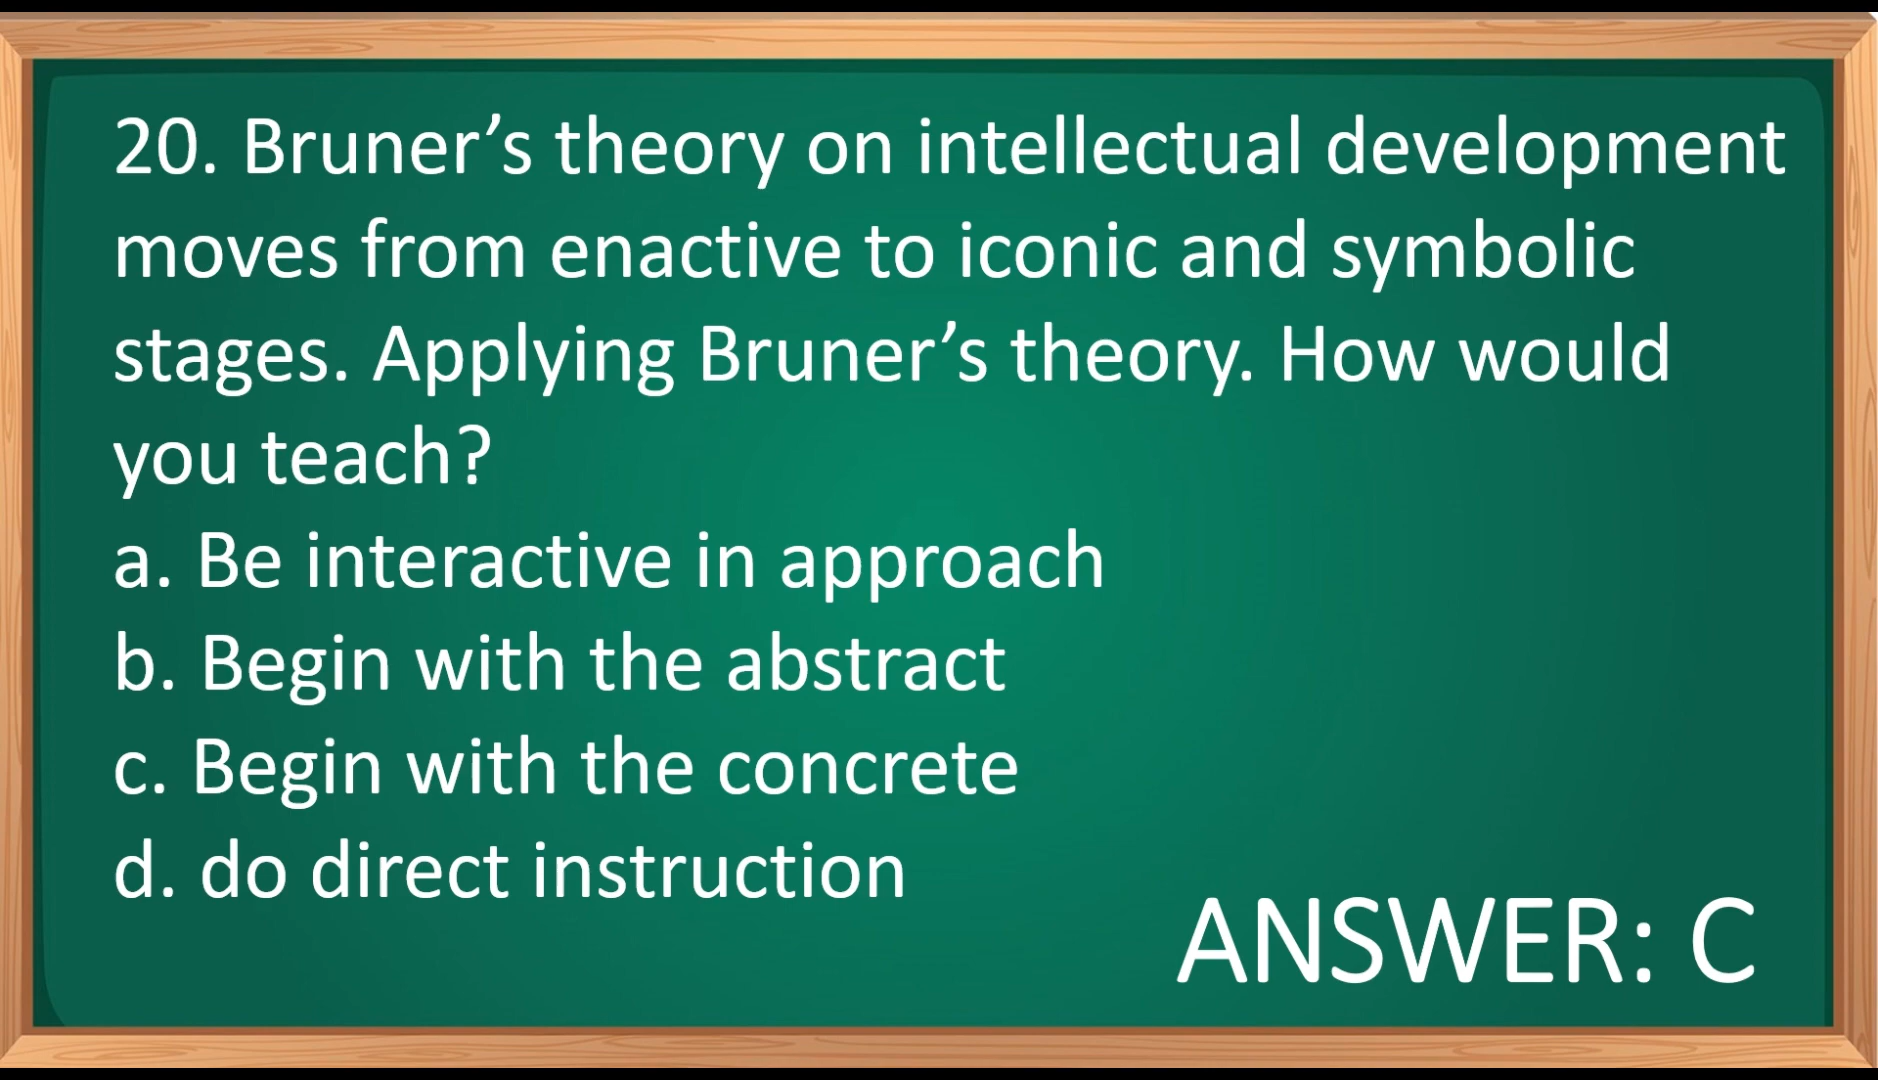 20. Bruner’s theory on intellectual development
moves from enactive to iconic and symbolic
stages. Applying Bruner’s theory. How would
you teach?
a. Be interactive in approach
b. Begin with the abstract
c. Begin with the concrete
d. do direct instruction
ANSWER: C